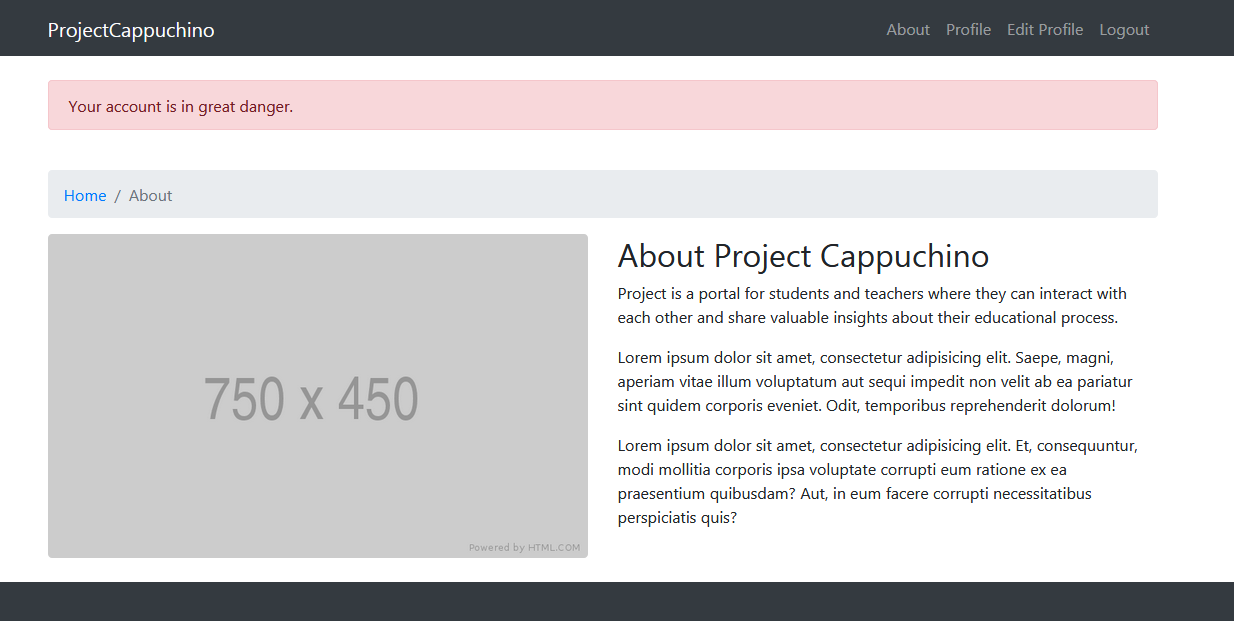 ProjectCappuchino
About Profile Edit Profile Logout
Your account is in great danger.
Home / About
750 x 450
Powered by HTML.COM
About Project Cappuchino
Project is a portal for students and teachers where they can interact with
each other and share valuable insights about their educational process.
Lorem ipsum dolor sit amet, consectetur adipisicing elit. Saepe, magni,
aperiam vitae illum voluptatum aut sequi impedit non velit ab ea pariatur
sint quidem corporis eveniet. Odit, temporibus reprehenderit dolorum!
Lorem ipsum dolor sit amet, consectetur adipisicing elit. Et, consequuntur,
modi mollitia corporis ipsa voluptate corrupti eum ratione ex ea
praesentium quibusdam? Aut, in eum facere corrupti necessitatibus
perspiciatis quis?